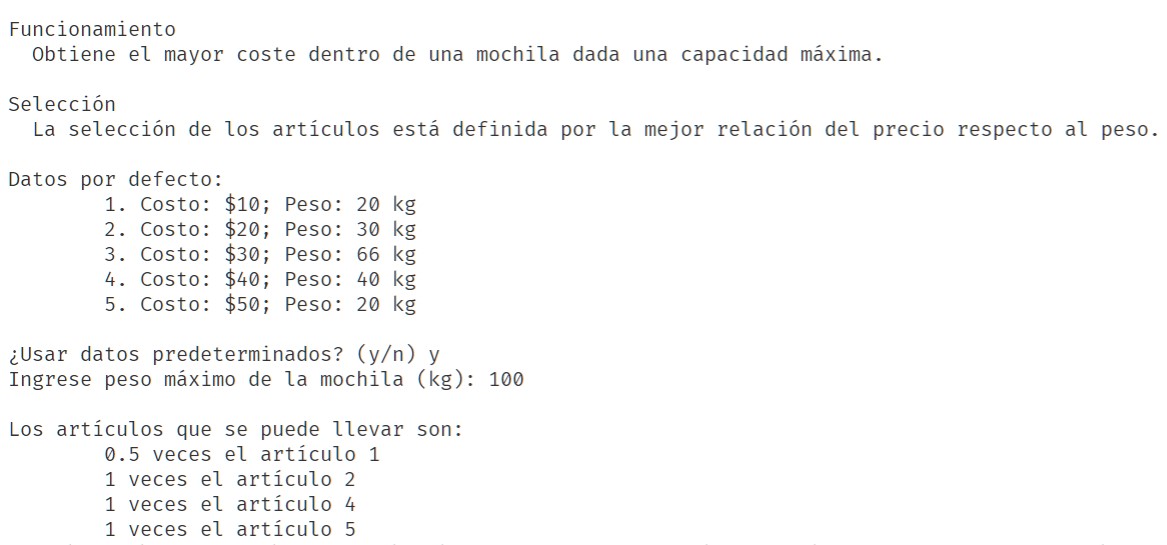 Funcionamiento
Obtiene el mayor coste dentro de una mochila dada una capacidad máxima.
Selección
La selección de los artículos está definida por la mejor relación del precio respecto al peso.
Datos por defecto:
1. Costo: $10; Peso: 20 kg
2. Costo: $20; Peso: 30 kg
3. Costo: $30; Peso: 66 kg
4. Costo: $40; Peso: 40 kg
5. Costo: $50; Peso: 20 kg
¿Usar datos predeterminados? (y/n) y
Ingrese peso máximo de la mochila (kg): 100
Los artículos que se puede llevar son:
0.5 veces el artículo 1
1 veces el artículo 2
1 veces el artículo 4
1 veces el artículo 5